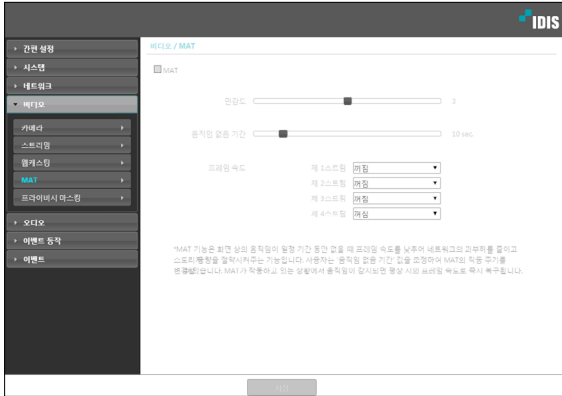 IDIS
간편 설정
시스템
네트워크
비디오
카메라
스트리밍
웹캐스팅
MAT
프라이버시 마스킹
오디오
이벤트 동작
이벤트
비디오 / MAT
MAT
민감도 3
움직임 없음 기간 10 sec.
프레임 속도 제 1스트림 꺼짐
제 2스트림 꺼짐
제 3스트림 꺼짐
제 4스트림 꺼짐
*MAT 기능은 화면 상의 움직임이 일정 기간 동안 없을 때 프레임 속도를 낮추어 네트워크의 과부하를 줄이고
스토리 용량을 절약시켜주는 기능입니다. 사용자는 '움직임 없음 기간' 값을 조정하여 MAT의 작동 주기를
변경 있습니다. MAT가 작동하고 있는 상황에서 움직임이 감지되면 평상 시의 프레임 속도로 즉시 복구됩니다.